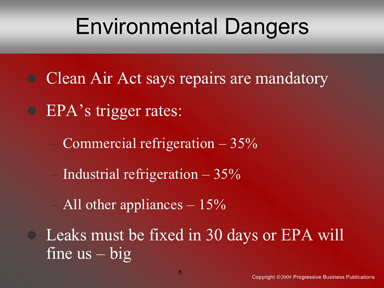 Environmental Dangers
● Clean Air Act says repairs are mandatory
● EPA’s trigger rates:
– Commercial refrigeration – 35%
– Industrial refrigeration – 35%
– All other appliances – 15%
● Leaks must be fixed in 30 days or EPA will
fine us – big
6
Copyright ©2009 Progressive Business Publications